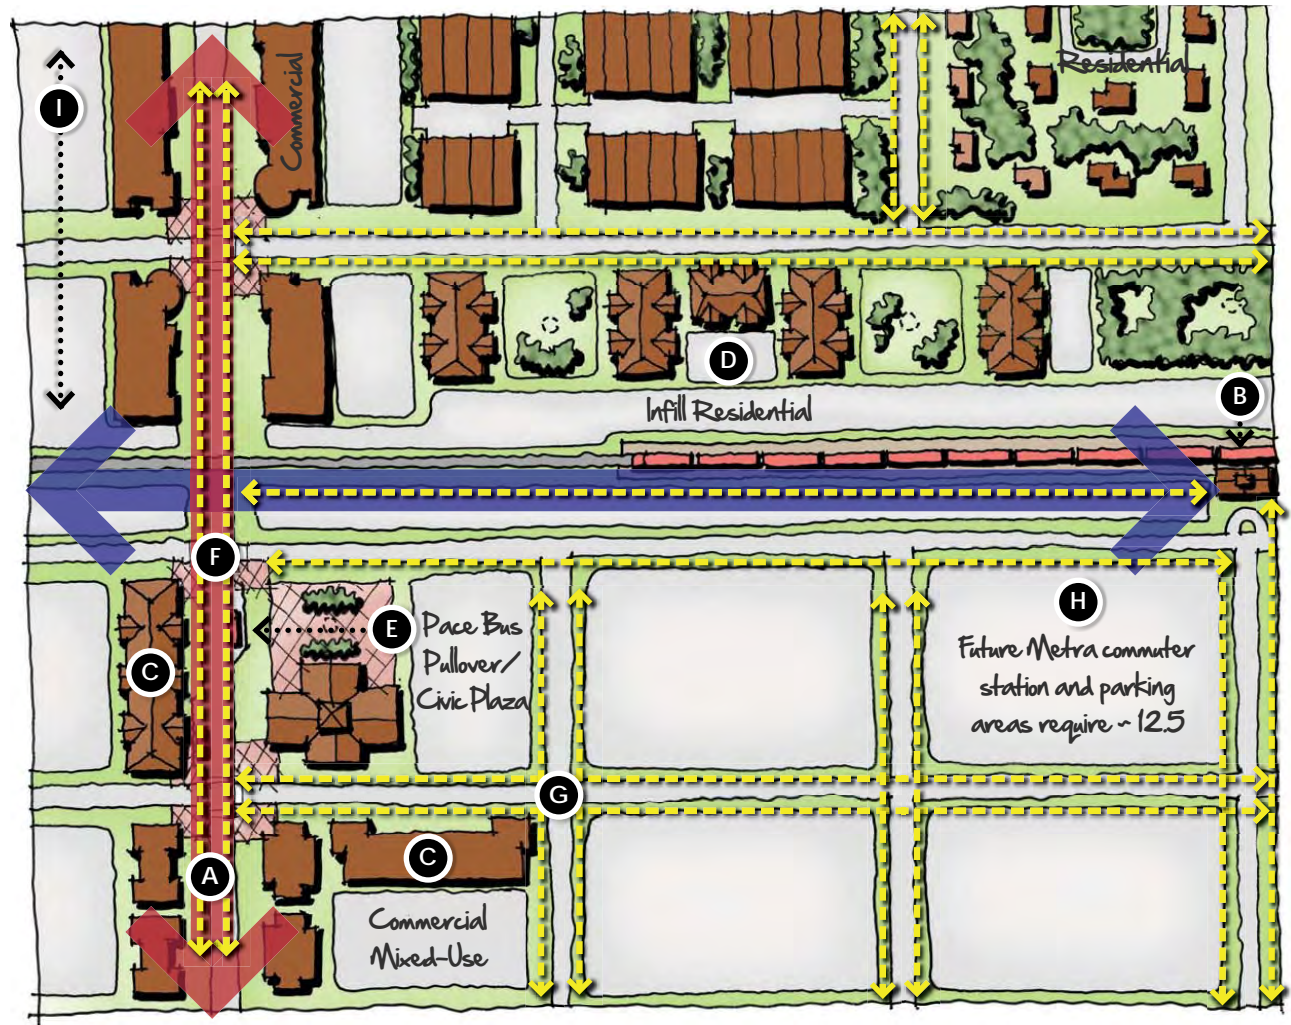 I
Commercial
Residential
D
B
Infill Residential
F
H
E
Pace Bus
Pullover/
Civic Plaza
C
Future Metra commuter
station and parking
areas require ~ 12.5
G
A
C
Commercial
Mixed-Use